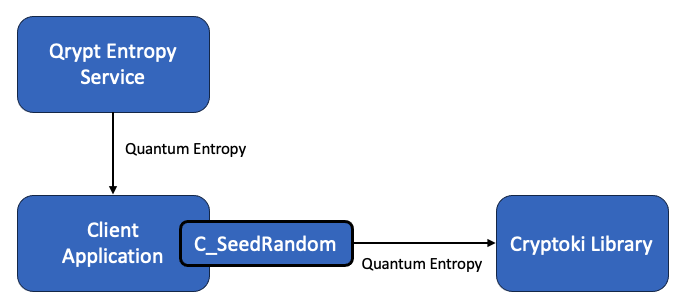 Qrypt Entropy
Service
Quantum Entropy
Client
Application
C_SeedRandom
Quantum Entropy
Cryptoki Library